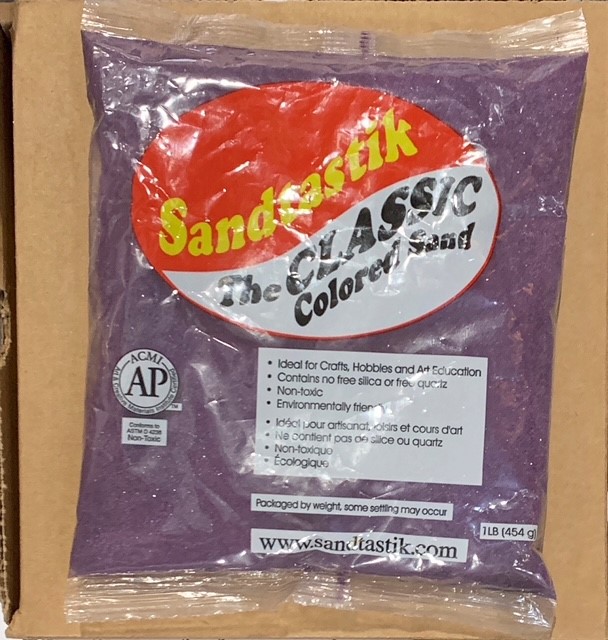 Sandtastik
The CLASSIC
Colored Sand
ACMI
AP
TM
Conforms to
ASTM D 4236
Non-Toxic
• Ideal for Crafts, Hobbies and Art Education
• Contains no free silica or free quartz
• Non-toxic
• Environmentally friendly
• Idéal pour artisanat, loisirs et cours d'art
• Ne contient pas de silice ou quartz
• Non-toxique
• Écologique
Packaged by weight, some settling may occur
1 LB (454 g)
www.sandtastik.com